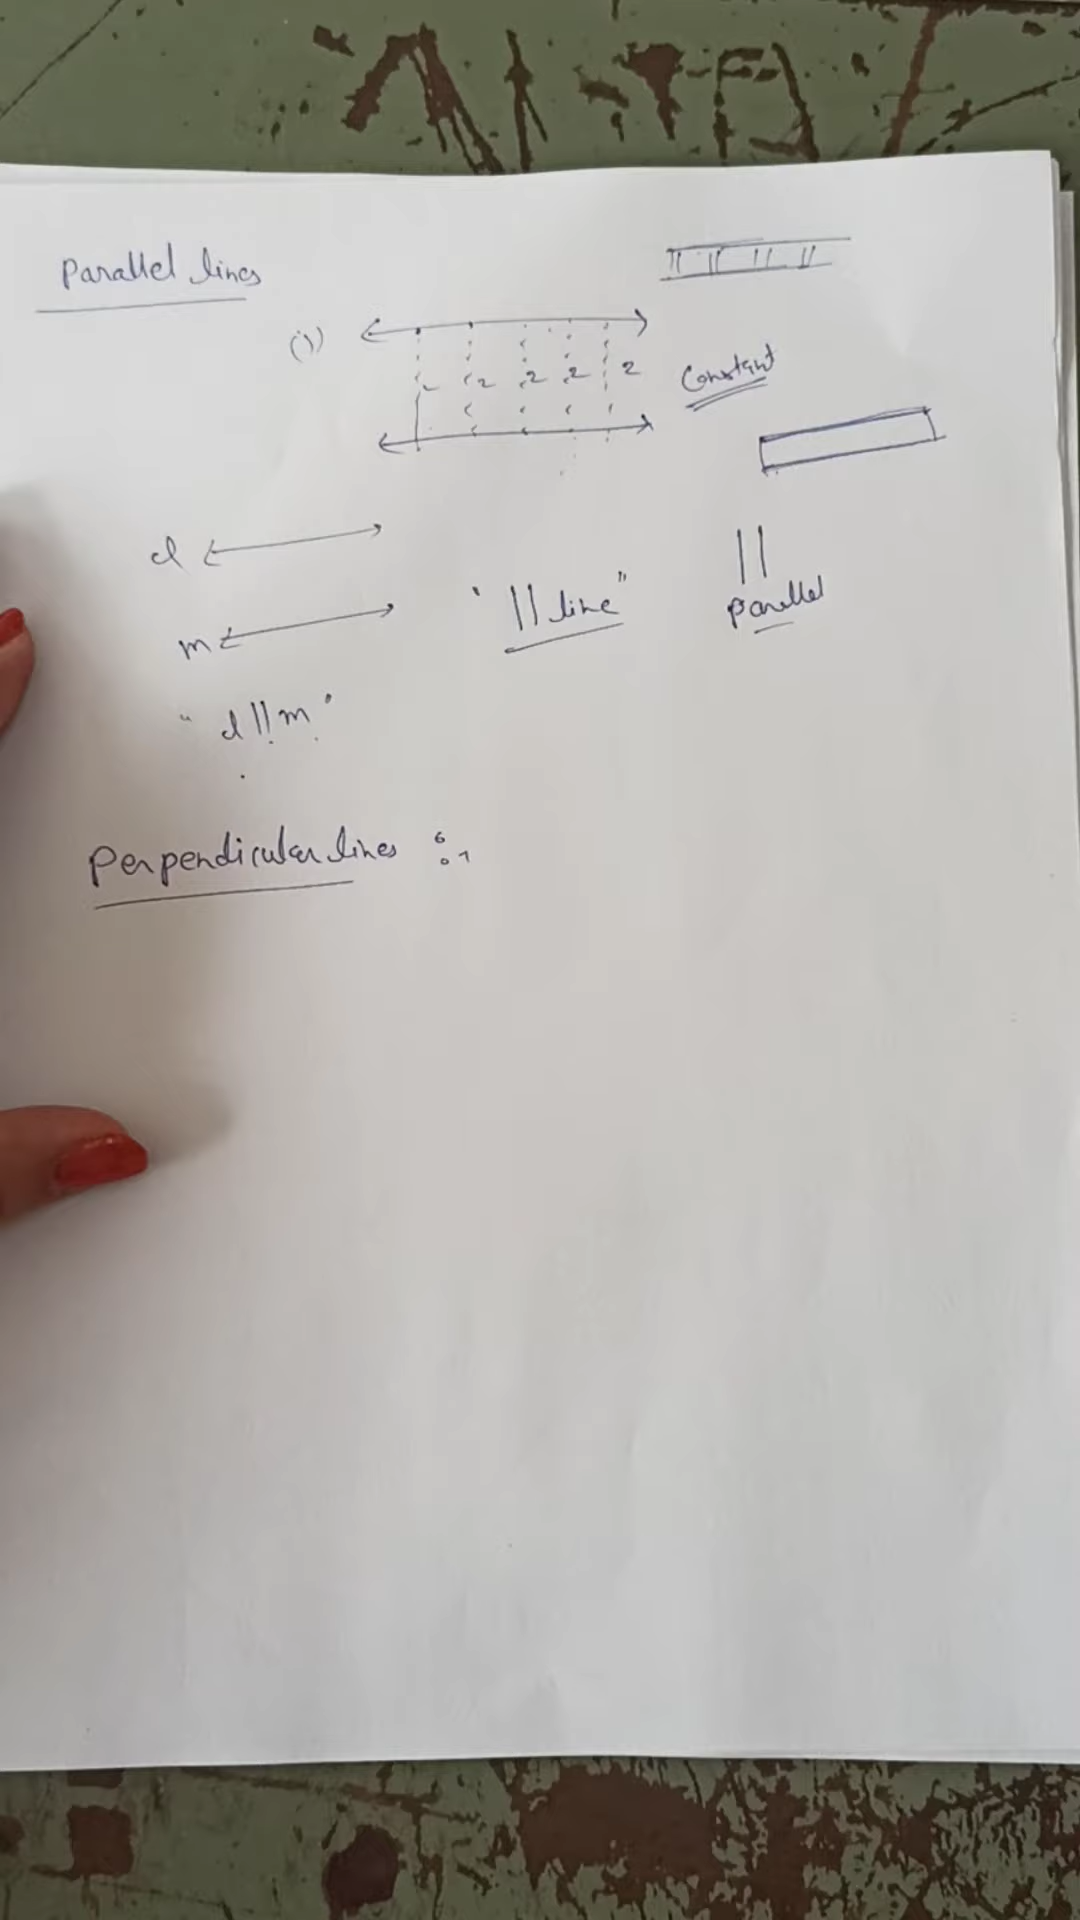 Parallel lines
(i)
2 2 2 2 2
Constant
l
m
" || line "
||
Parallel
" l || m "
Perpendicular lines :